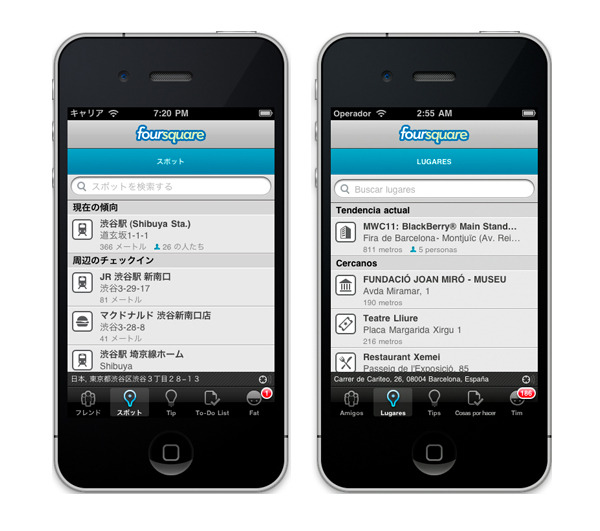 キャリア 7:20 PM
foursquare
スポット
スポットを検索する
現在の傾向
渋谷駅 (Shibuya Sta.)
道玄坂1-1-1
366 メートル 26 の人たち
周辺のチェックイン
JR 渋谷駅 新南口
渋谷3-29-17
81 メートル
マクドナルド 渋谷新南口店
渋谷3-28-8
41 メートル
渋谷駅 埼京線ホーム
Shibuya
日本, 東京都渋谷区渋谷３丁目２８−１３
1
フレンド スポット Tip To-Do List Fat
Operador 2:55 AM
foursquare
LUGARES
Buscar lugares
Tendencia actual
MWC11: BlackBerry® Main Stand...
Fira de Barcelona- Montjuïc (Av. Rei...
811 metros 5 personas
Cercanos
FUNDACIÓ JOAN MIRÓ - MUSEU
Avda Miramar, 1
190 metros
Teatre Lliure
Placa Margarida Xirgu 1
216 metros
Restaurant Xemei
Passeig de l'Exposició, 85
Carrer de Cariteo, 26, 08004 Barcelona, España
186
Amigos Lugares Tips Cosas por hacer Tim